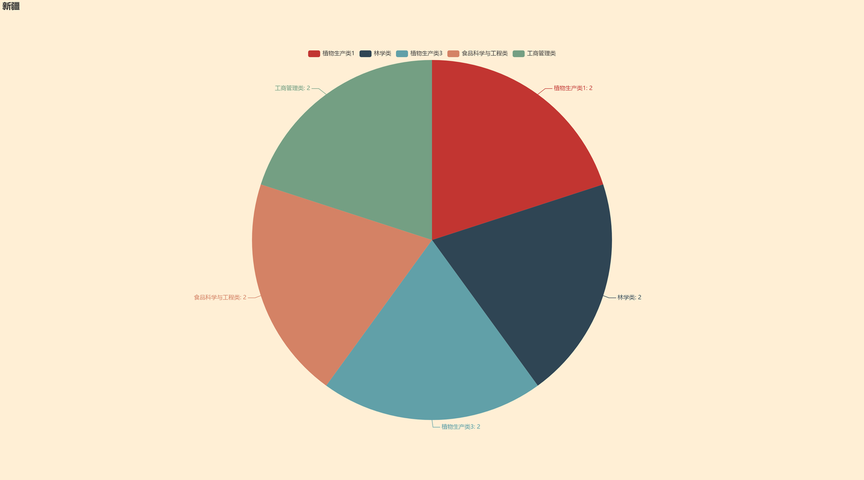 新疆
植物生产类1 林学类 植物生产类3 食品科学与工程类 工商管理类
工商管理类: 2
植物生产类1: 2
食品科学与工程类: 2
林学类: 2
植物生产类3: 2